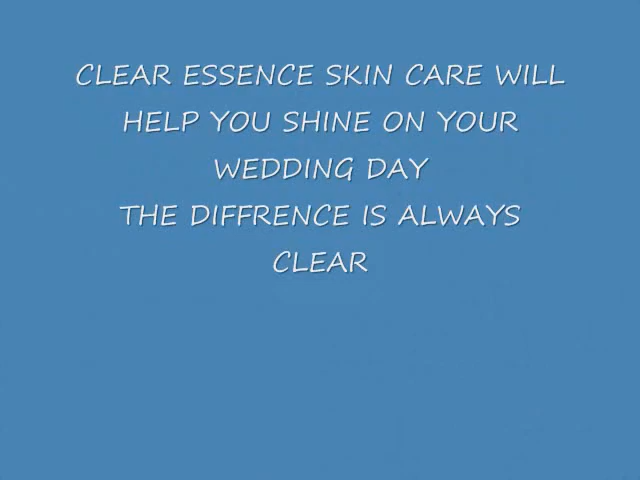 CLEAR ESSENCE SKIN CARE WILL
HELP YOU SHINE ON YOUR
WEDDING DAY
THE DIFFRENCE IS ALWAYS
CLEAR